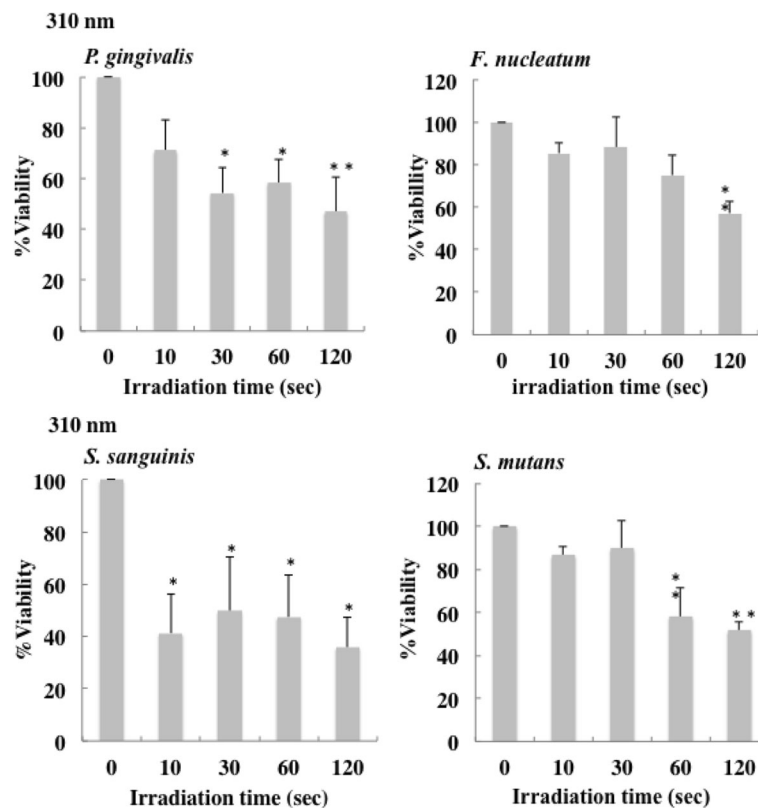 310 nm
P. gingivalis
100
80
60
40
20
0
%Viability
* * * *
0 10 30 60 120
Irradiation time (sec)
F. nucleatum
120
100
80
60
40
20
0
%Viabillity
*
*
0 10 30 60 120
irradiation time (sec)
310 nm
S. sanguinis
100
80
60
40
20
0
%Viability
* * * *
0 10 30 60 120
Irradiation time (sec)
S. mutans
120
100
80
60
40
20
0
%Viability
*
*
* *
0 10 30 60 120
Irradiation time (sec)